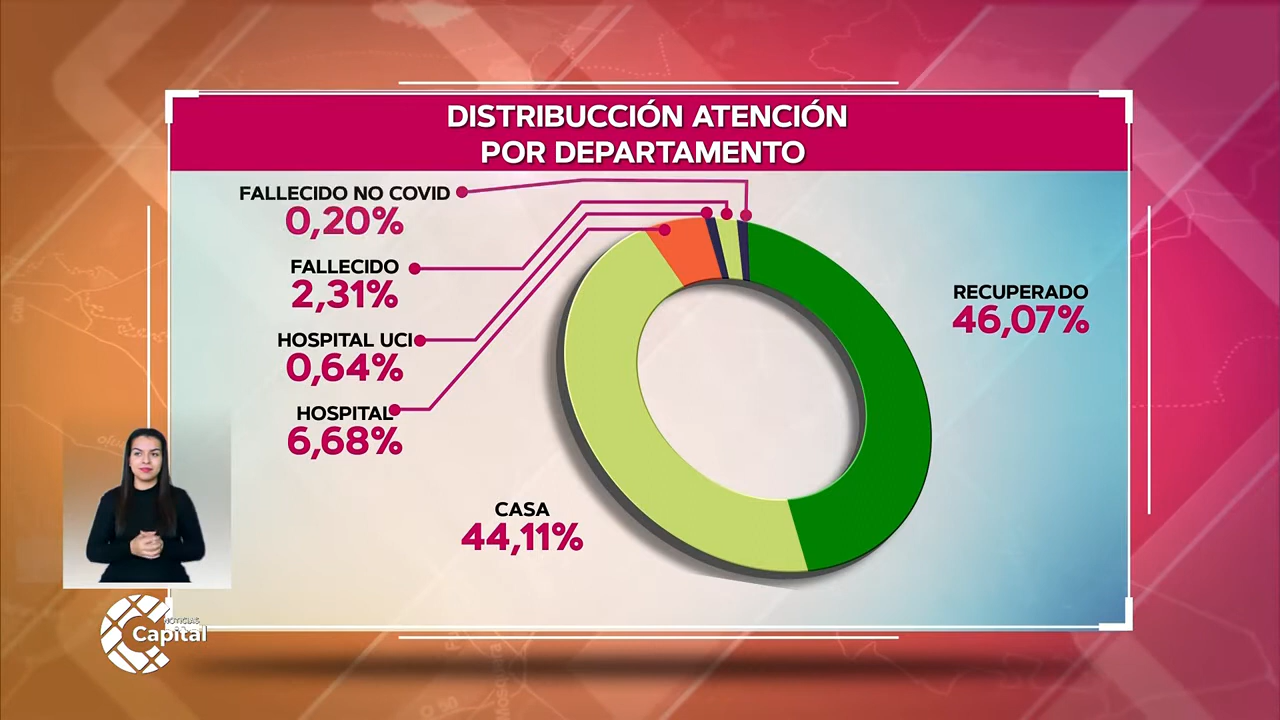 DISTRIBUCCIÓN ATENCIÓN
POR DEPARTAMENTO
FALLECIDO NO COVID
0,20%
FALLECIDO
2,31%
HOSPITAL UCI
0,64%
HOSPITAL
6,68%
CASA
44,11%
RECUPERADO
46,07%
NOTICIAS
Capital